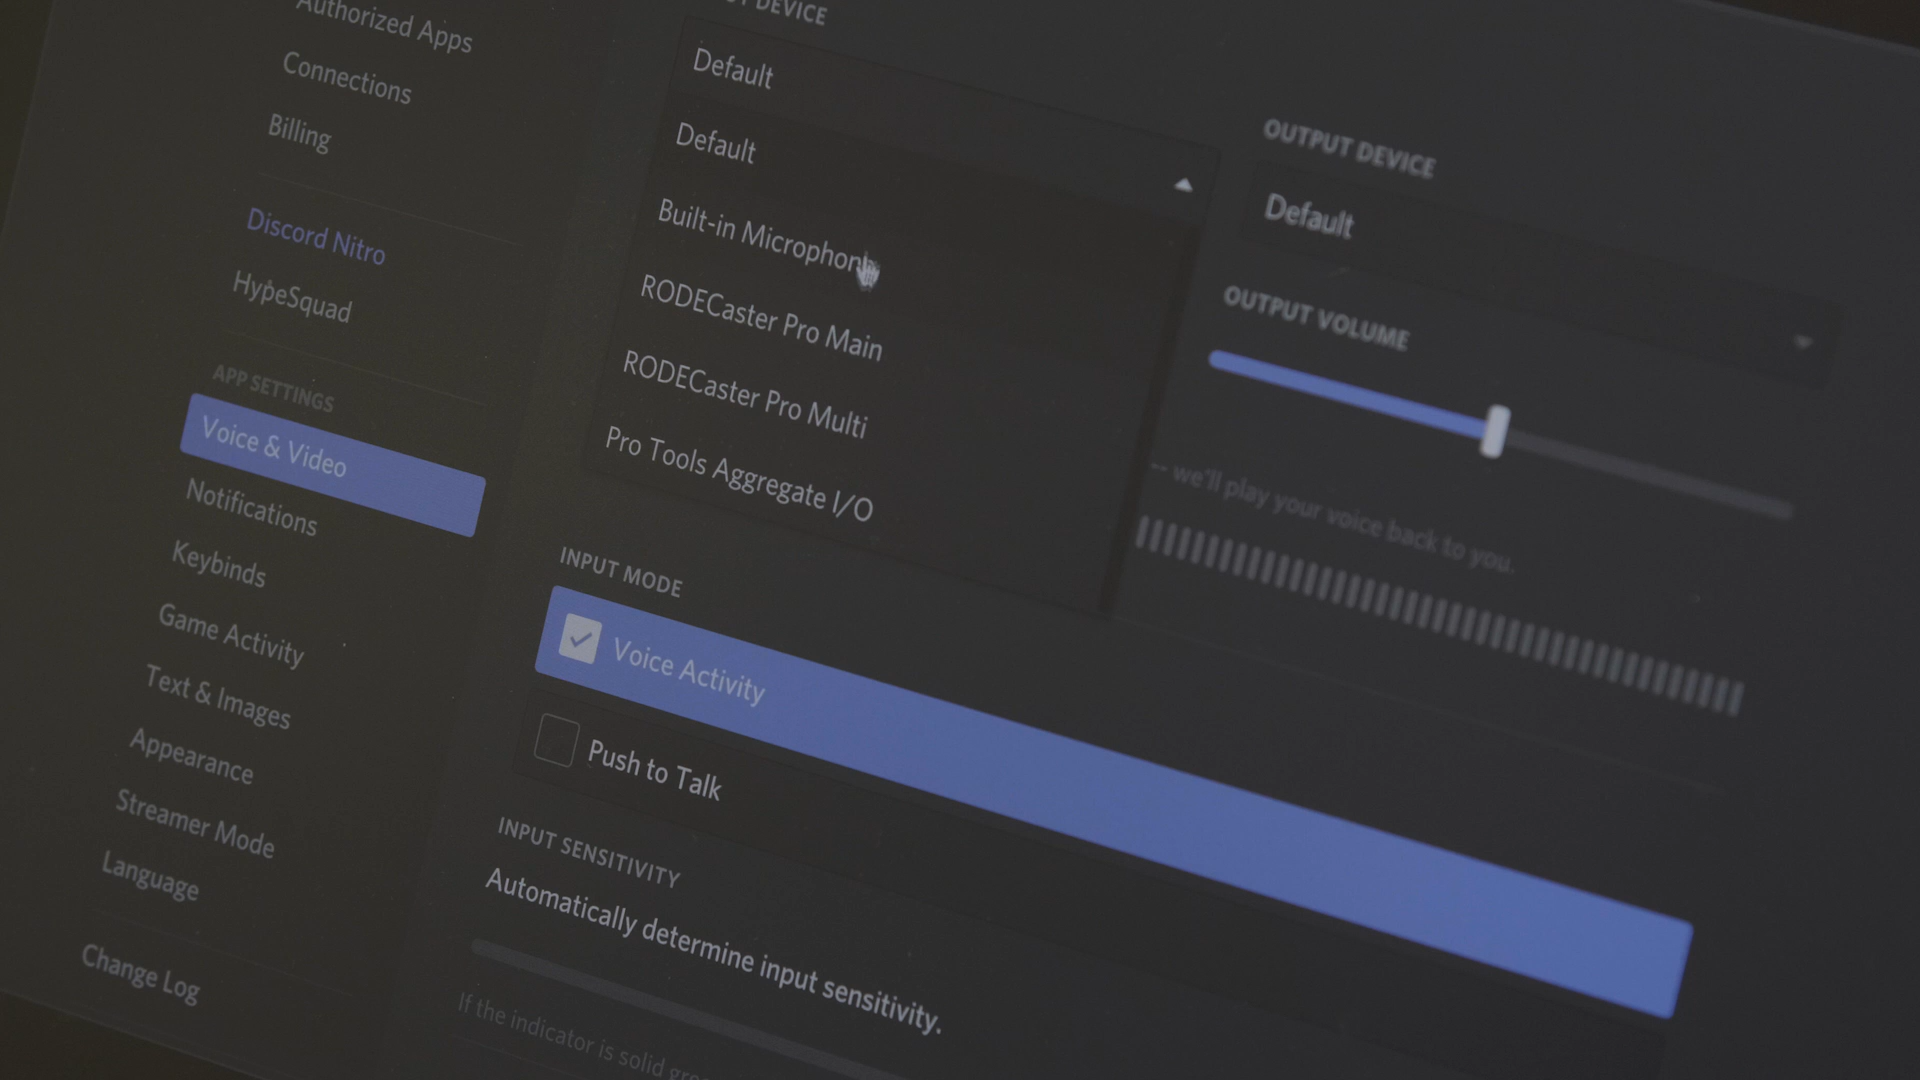 Authorized Apps
Connections
Billing
Discord Nitro
HypeSquad
APP SETTINGS
Voice & Video
Notifications
Keybinds
Game Activity
Text & Images
Appearance
Streamer Mode
Language
Change Log
DEVICE
Default
Default
Built-in Microphone
RODECaster Pro Main
RODECaster Pro Multi
Pro Tools Aggregate I/O
OUTPUT DEVICE
Default
OUTPUT VOLUME
-- we'll play your voice back to you.
INPUT MODE
Voice Activity
Push to Talk
INPUT SENSITIVITY
Automatically determine input sensitivity.
If the indicator is solid